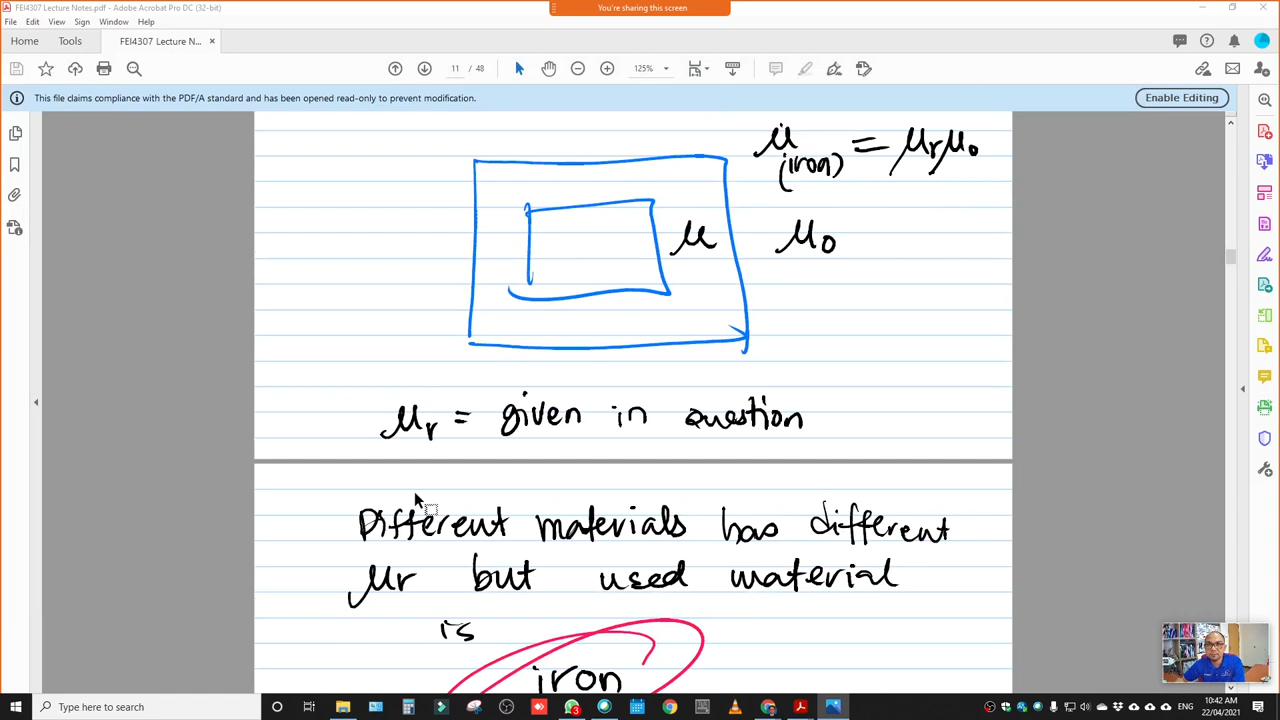 FEI4307 Lecture Notes.pdf - Adobe Acrobat Pro DC (32-bit)
You're sharing this screen
File Edit View Sign Window Help
Home Tools FEI4307 Lecture N... ×
11 / 48 125%
This file claims compliance with the PDF/A standard and has been opened read-only to prevent modification.
Enable Editing
μ = μrμ0
(iron)
μ μ0
μr = given in question
Different materials has different
μr but used material
is
iron
Type here to search
3
ENG
10:42 AM
22/04/2021